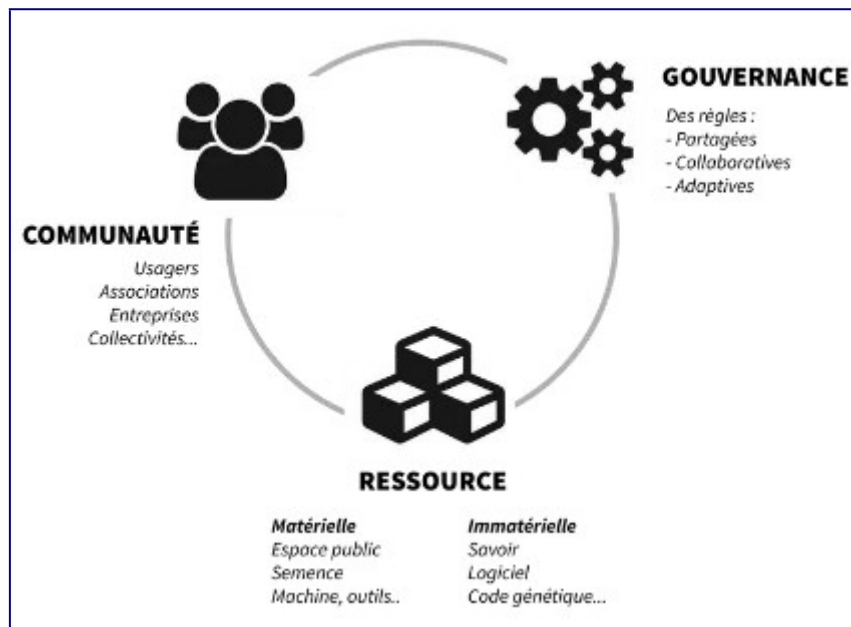 GOUVERNANCE
Des règles :
- Partagées
- Collaboratives
- Adaptives
COMMUNAUTÉ
Usagers
Associations
Entreprises
Collectivités...
RESSOURCE
Matérielle
Espace public
Semence
Machine, outils..
Immatérielle
Savoir
Logiciel
Code génétique...